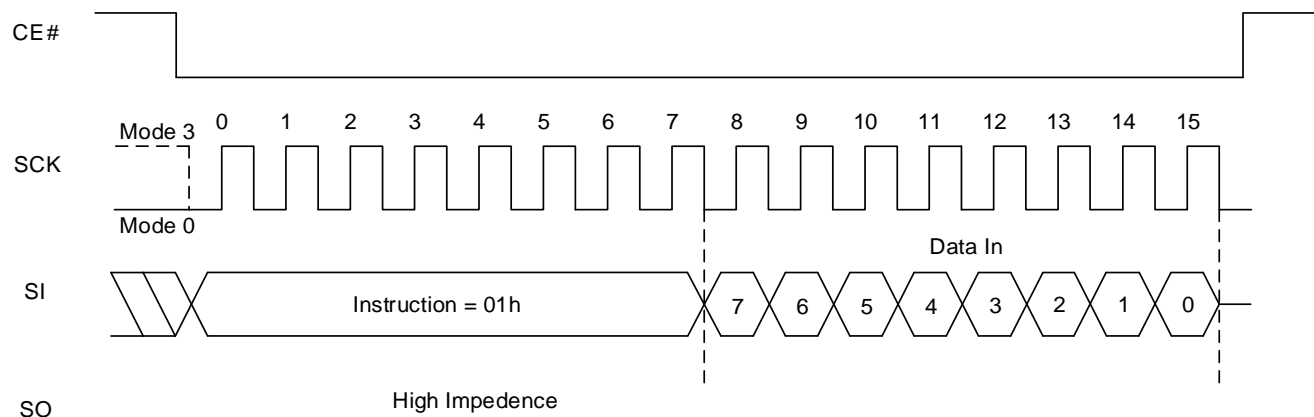 CE#
Mode 3
0 1 2 3 4 5 6 7 8 9 10 11 12 13 14 15
SCK
Mode 0
Data In
SI
Instruction = 01h
7 6 5 4 3 2 1 0
High Impedence
SO